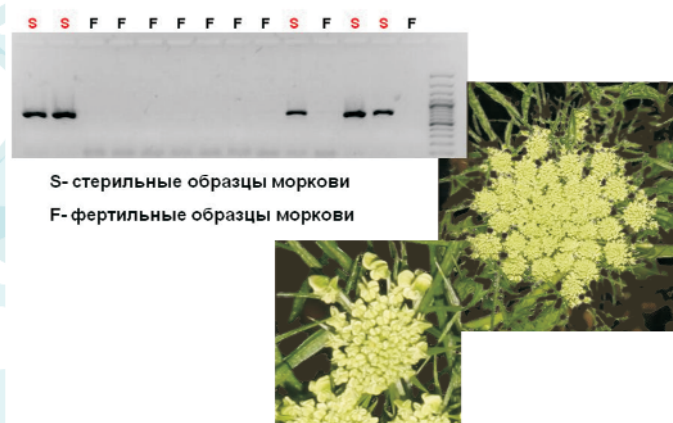 S S F F F F F F S F S S F
S- стерильные образцы моркови
F- фертильные образцы моркови